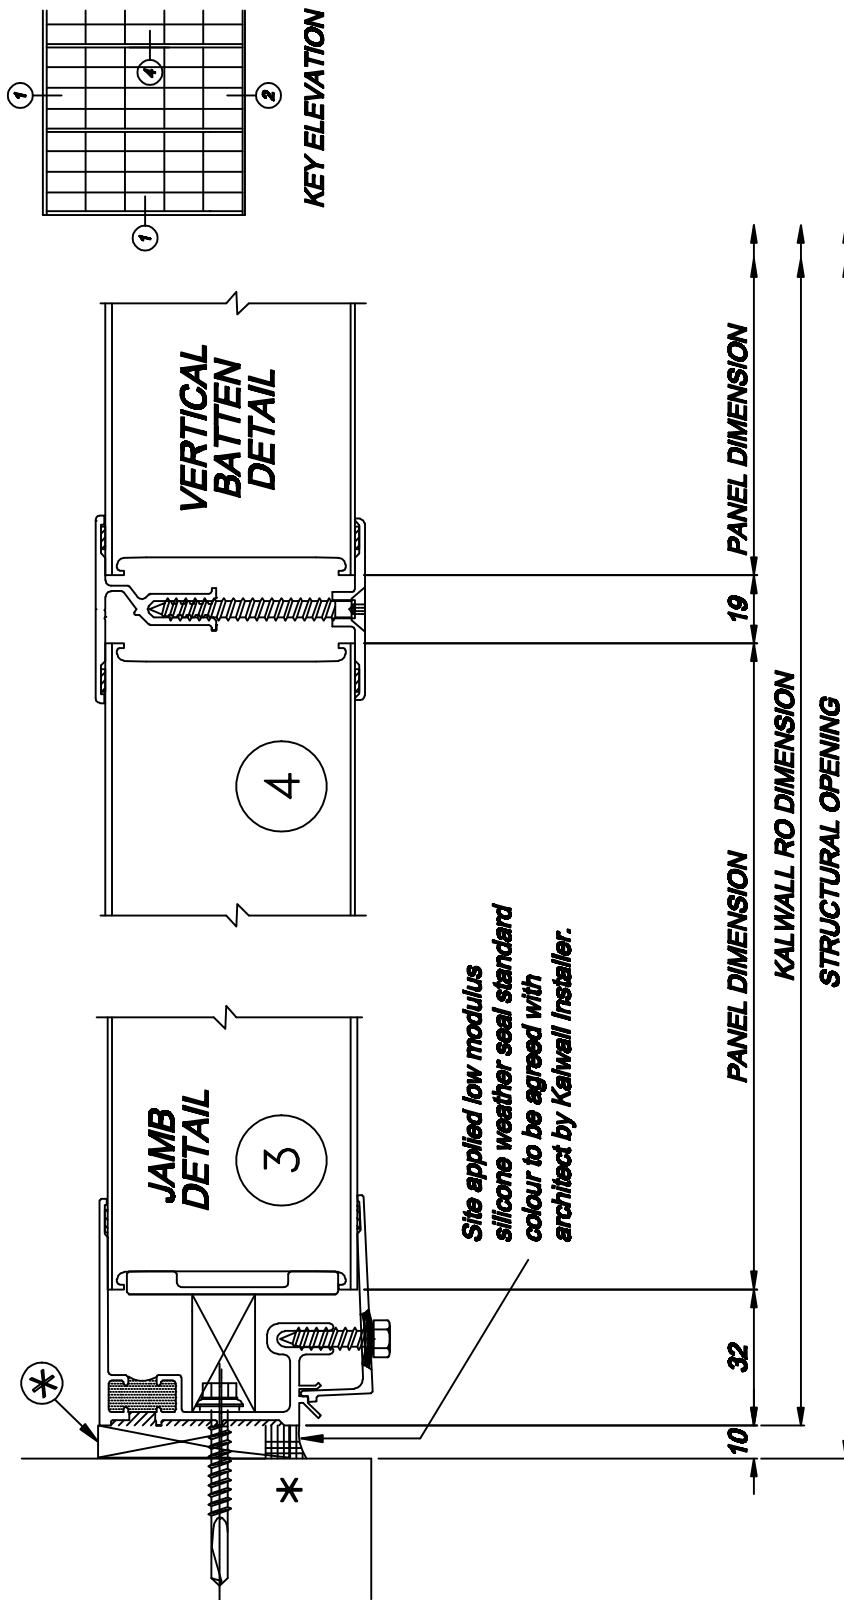 JAMB
DETAIL
3
4
VERTICAL
BATTEN
DETAIL
1
1
4
2
KEY ELEVATION
*
*
Site applied low modulus
silicone weather seal standard
colour to be agreed with
architect by Kalwall Installer.
10
32
PANEL DIMENSION
19
PANEL DIMENSION
KALWALL RO DIMENSION
STRUCTURAL OPENING